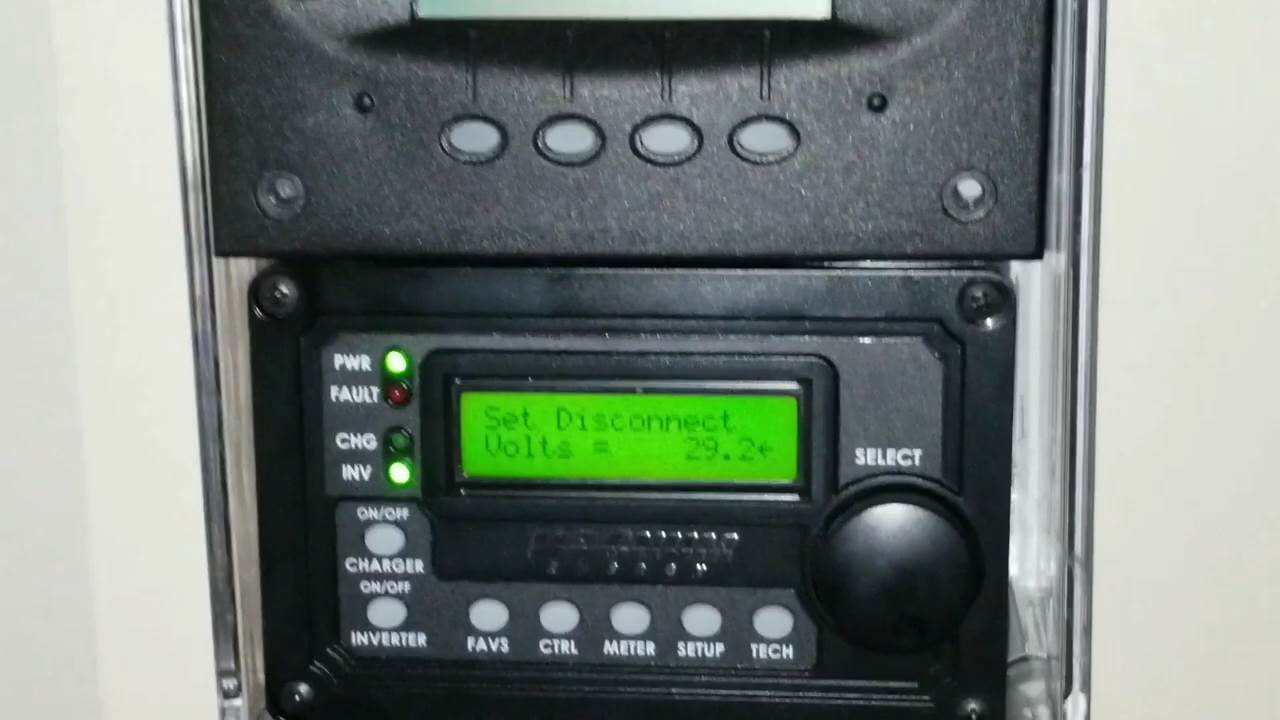 PWR
FAULT
CHG
INV
Set Disconnect
Volts = 29.2←
SELECT
ON/OFF
CHARGER
ON/OFF
INVERTER
FAVS
CTRL
METER
SETUP
TECH